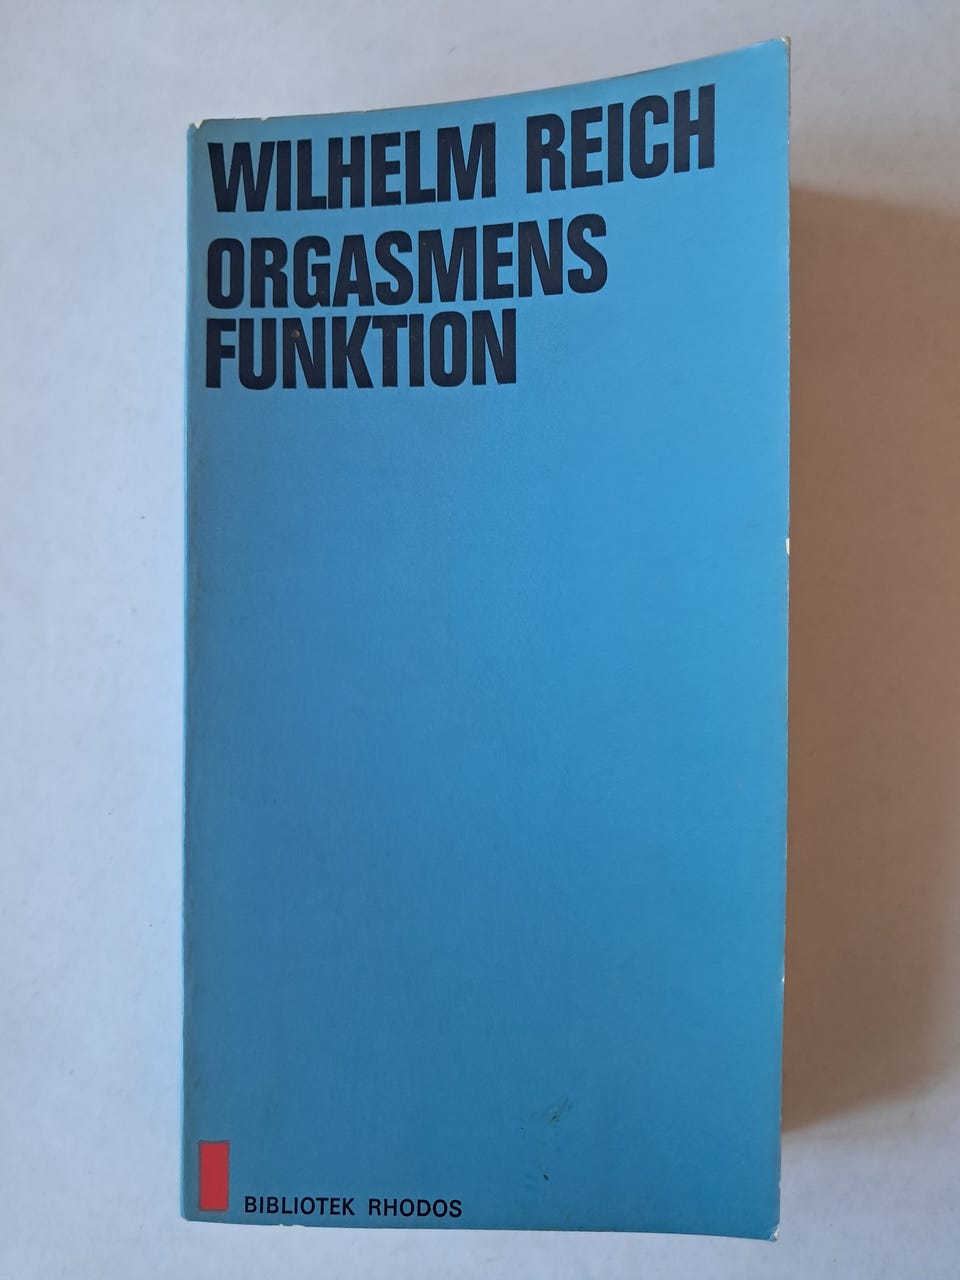 WILHELM REICH
ORGASMENS
FUNKTION
BIBLIOTEK RHODOS